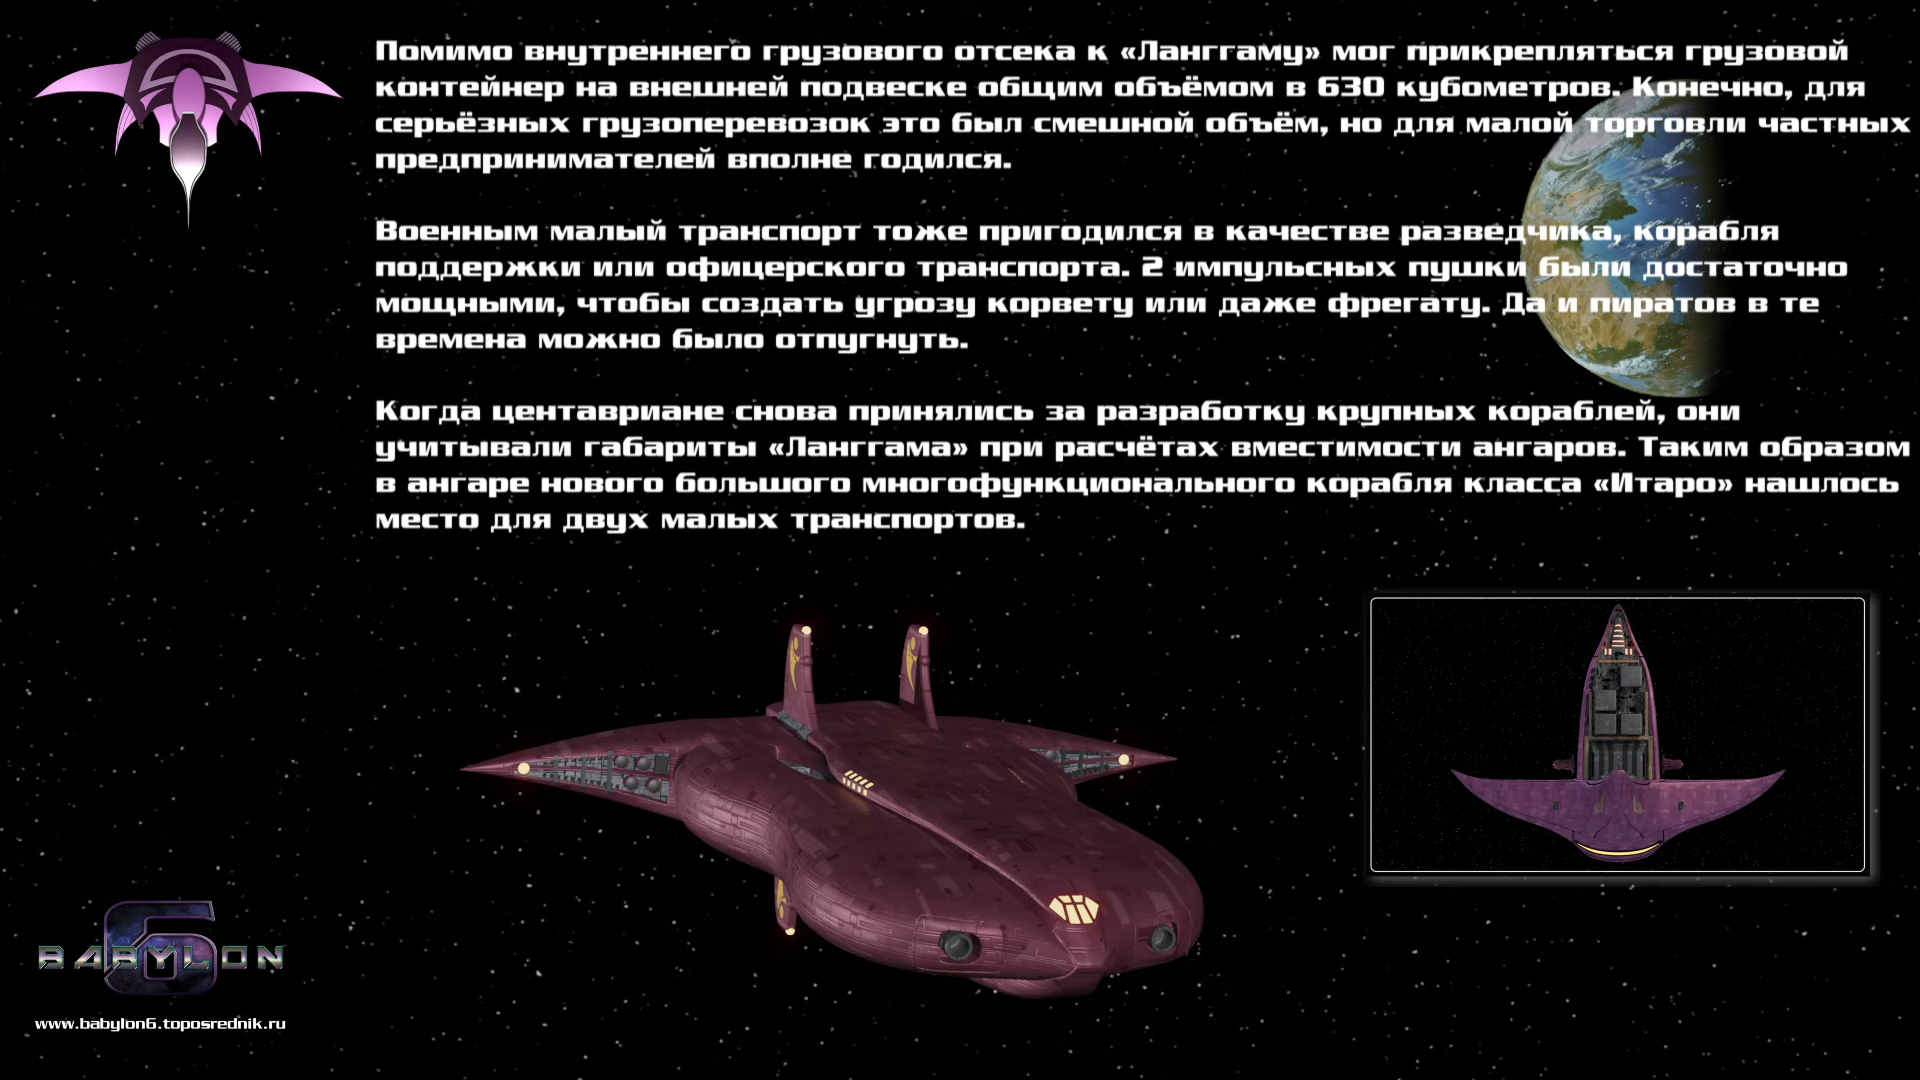 Помимо внутреннего грузового отсека к «Ланггаму» мог прикрепляться грузовой
контейнер на внешней подвеске общим объёмом в 630 кубометров. Конечно, для
серьёзных грузоперевозок это был смешной объём, но для малой торговли частных
предпринимателей вполне годился.
Военным малый транспорт тоже пригодился в качестве разведчика, корабля
поддержки или офицерского транспорта. 2 импульсных пушки были достаточно
мощными, чтобы создать угрозу корвету или даже фрегату. Да и пиратов в те
времена можно было отпугнуть.
Когда центавриане снова принялись за разработку крупных кораблей, они
учитывали габариты «Ланггама» при расчётах вместимости ангаров. Таким образом
в ангаре нового большого многофункционального корабля класса «Итаро» нашлось
место для двух малых транспортов.
BABYLON
6
www.babylon6.toposrednik.ru